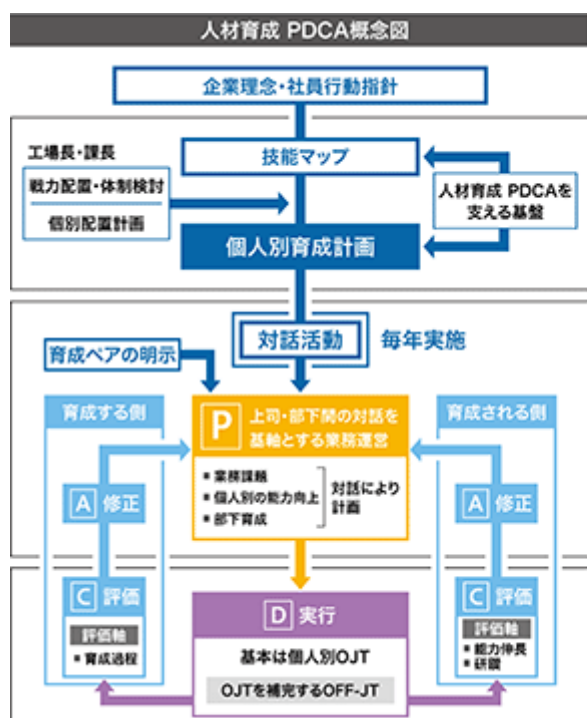 人材育成 PDCA概念図
企業理念・社員行動指針
技能マップ
工場長・課長
戦力配置・体制検討
個別配置計画
人材育成 PDCAを
支える基盤
個人別育成計画
対話活動
毎年実施
育成ペアの明示
育成する側
P
上司・部下間の対話を
基軸とする業務運営
業務課題
個人別の能力向上
部下育成
対話により
計画
育成される側
A 修正
A 修正
C 評価
評価軸
育成過程
C 評価
評価軸
能力伸長
研鑽
D 実行
基本は個人別OJT
OJTを補完するOFF-JT